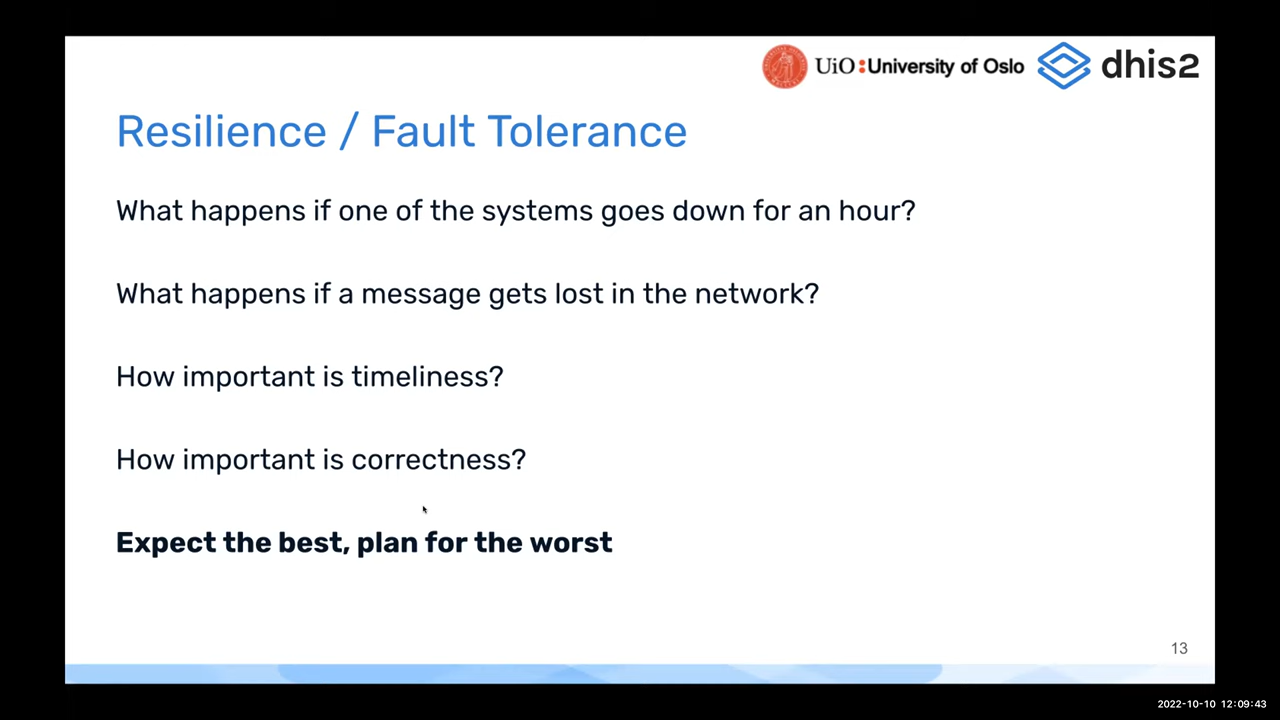 UiO:University of Oslo
dhis2
Resilience / Fault Tolerance
What happens if one of the systems goes down for an hour?
What happens if a message gets lost in the network?
How important is timeliness?
How important is correctness?
Expect the best, plan for the worst
13
2022-10-10 12:09:43